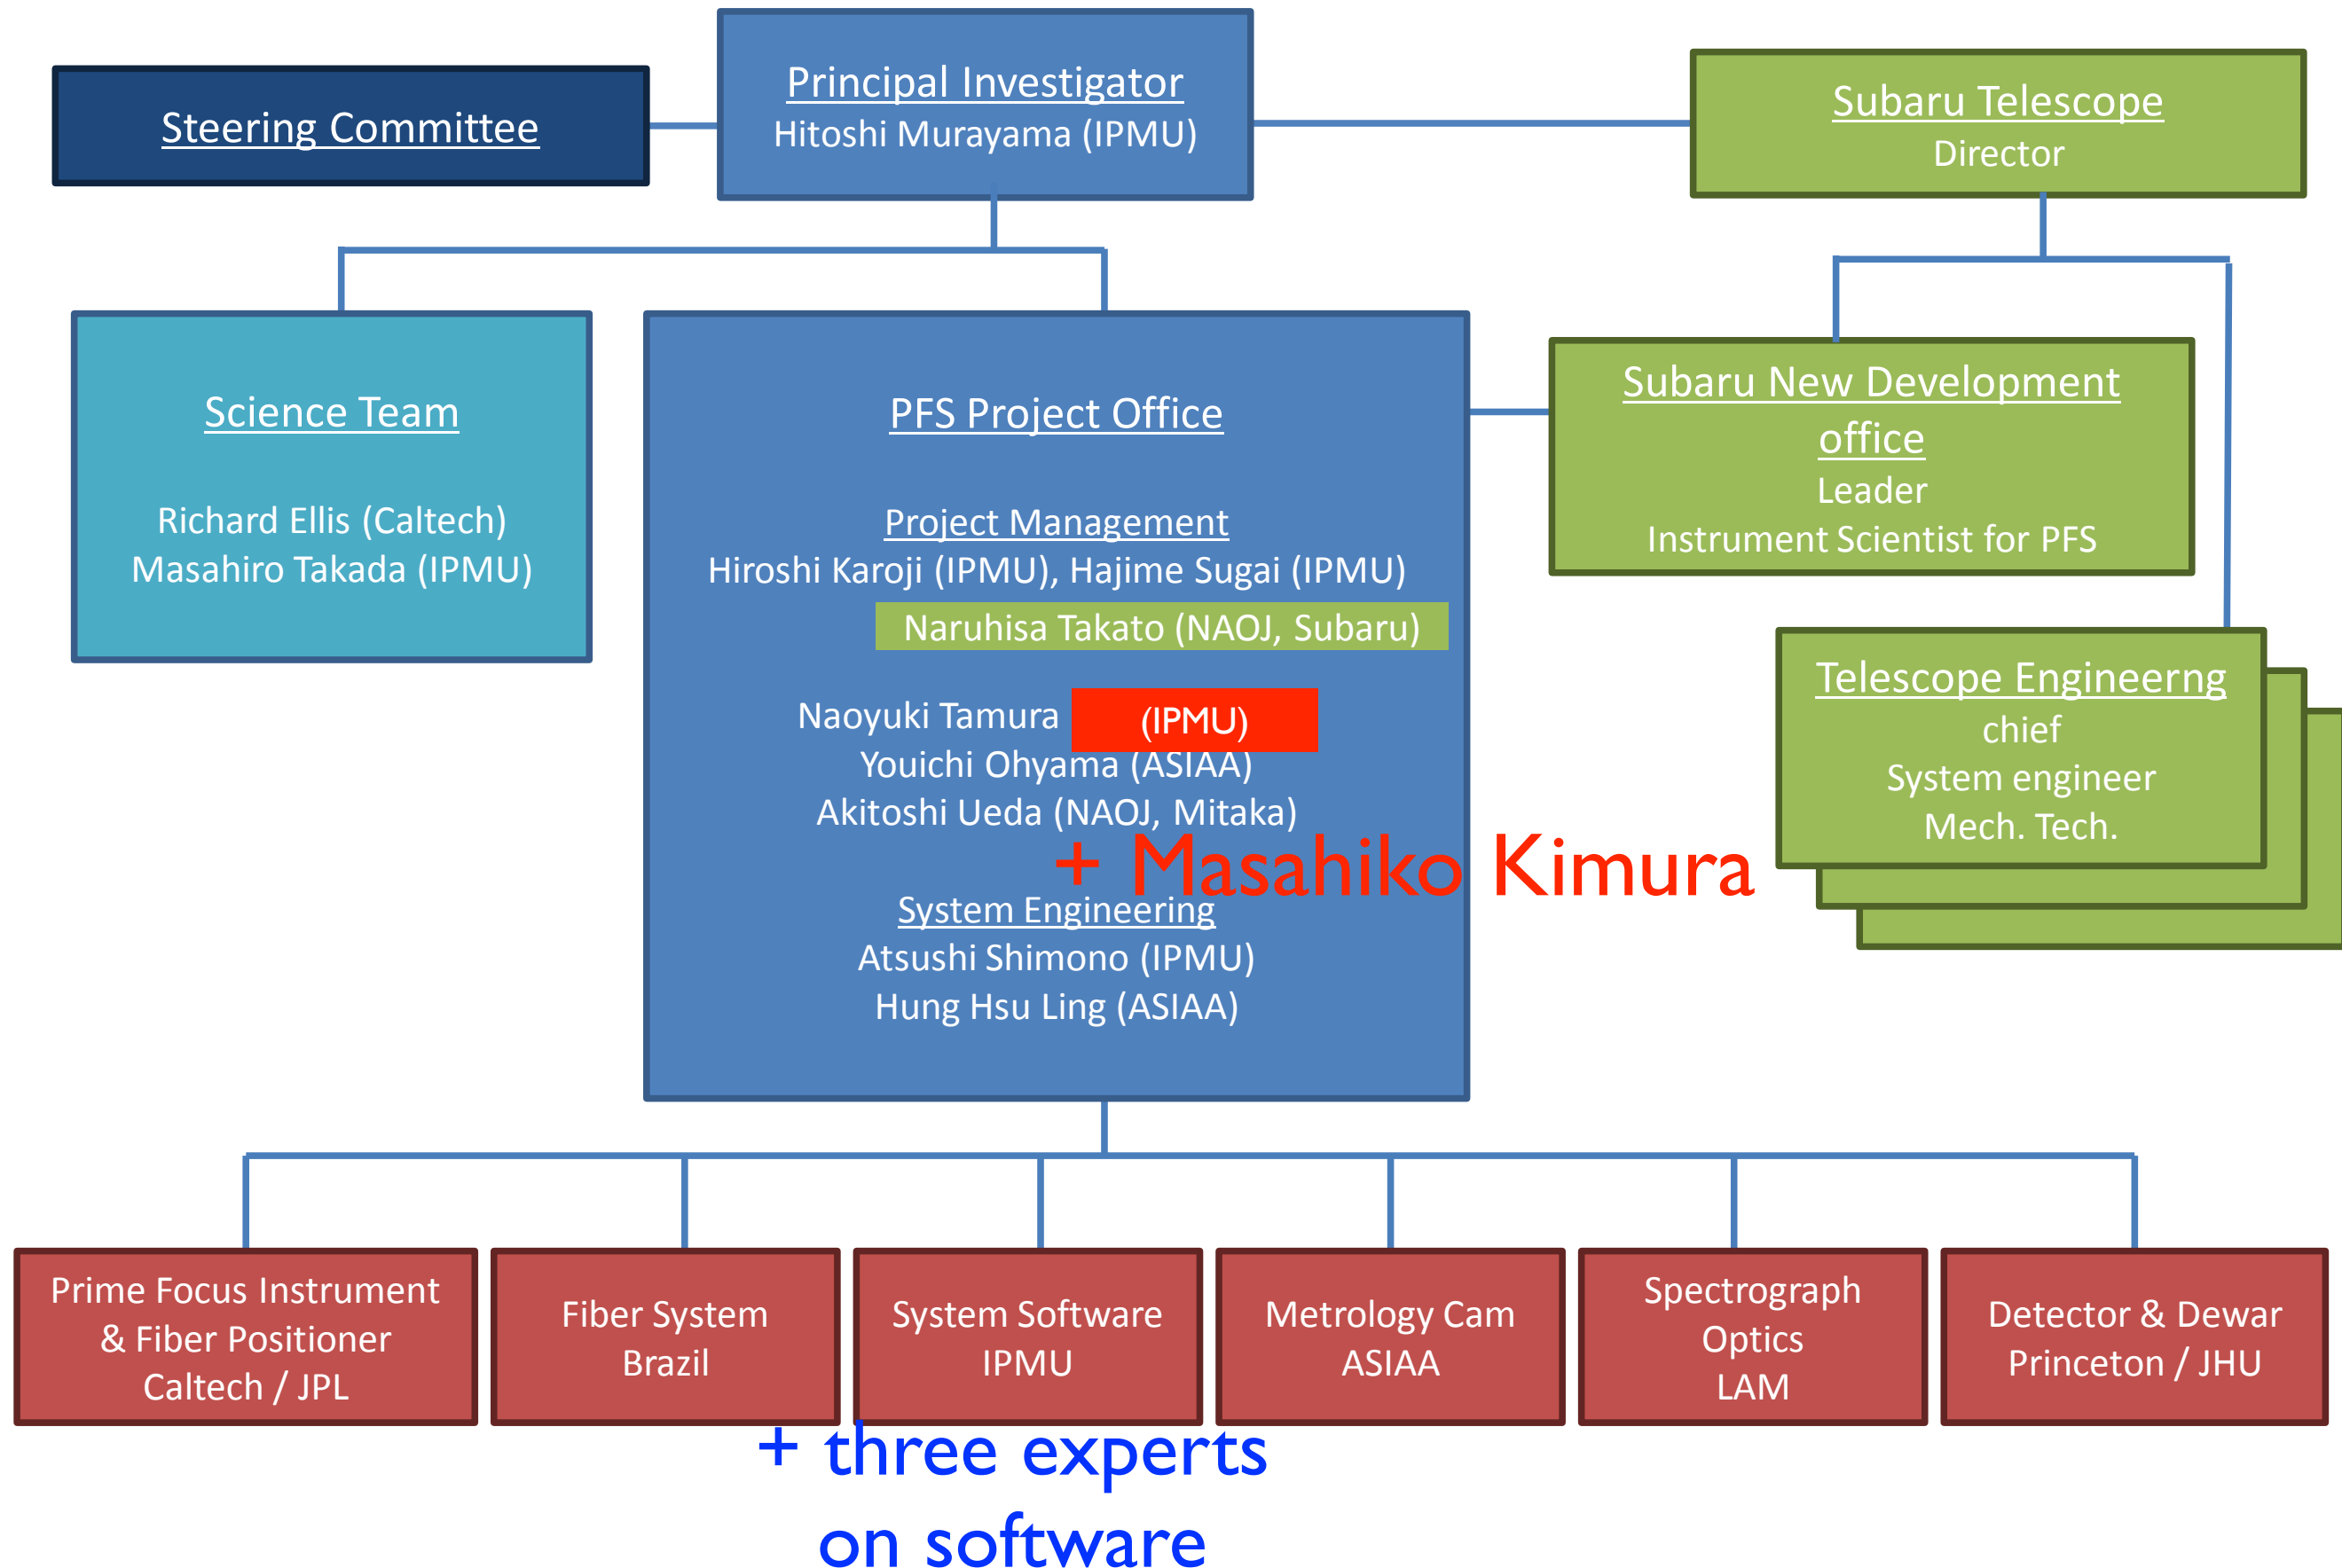 Steering Committee
Principal Investigator
Hitoshi Murayama (IPMU)
Subaru Telescope
Director
Science Team
Richard Ellis (Caltech)
Masahiro Takada (IPMU)
PFS Project Office
Project Management
Hiroshi Karoji (IPMU), Hajime Sugai (IPMU)
Naruhisa Takato (NAOJ, Subaru)
Naoyuki Tamura (IPMU)
Youichi Ohyama (ASIAA)
Akitoshi Ueda (NAOJ, Mitaka)
+ Masahiko Kimura
System Engineering
Atsushi Shimono (IPMU)
Hung Hsu Ling (ASIAA)
Subaru New Development
office
Leader
Instrument Scientist for PFS
Telescope Engineerng
chief
System engineer
Mech. Tech.
Prime Focus Instrument
& Fiber Positioner
Caltech / JPL
Fiber System
Brazil
System Software
IPMU
Metrology Cam
ASIAA
Spectrograph
Optics
LAM
Detector & Dewar
Princeton / JHU
+ three experts
on software